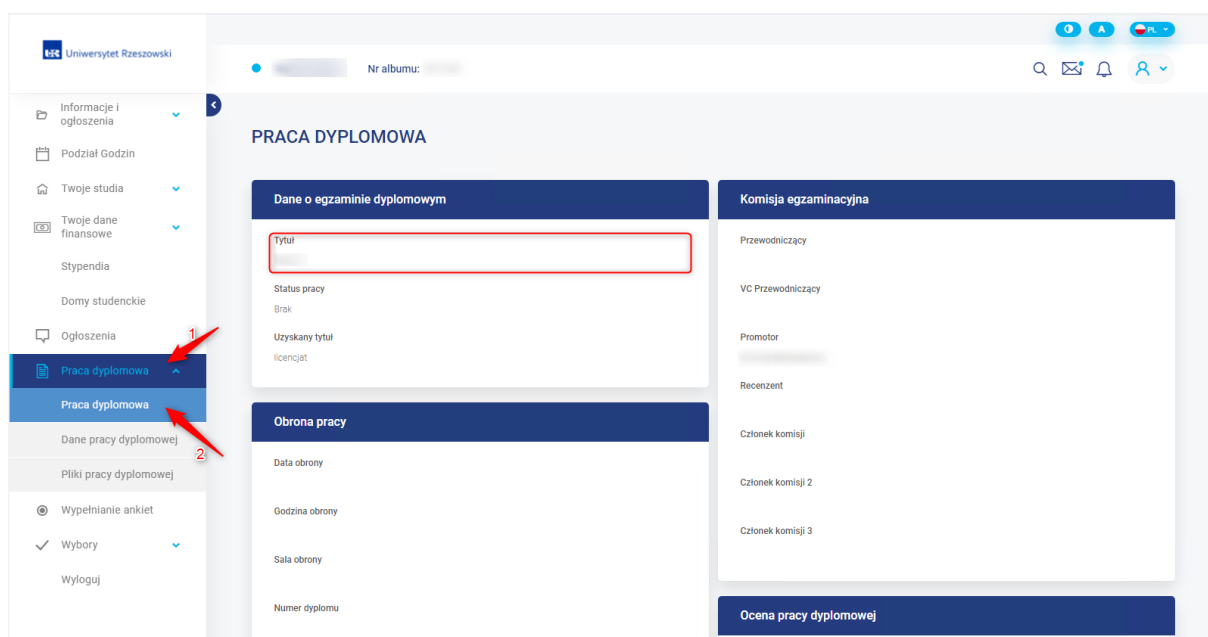 UR Uniwersytet Rzeszowski
A
PL
Nr albumu:
Informacje i
ogłoszenia
Podział Godzin
Twoje studia
Twoje dane
finansowe
Stypendia
Domy studenckie
Ogłoszenia
1
Praca dyplomowa
Praca dyplomowa
Dane pracy dyplomowej
2
Pliki pracy dyplomowej
Wypełnianie ankiet
Wybory
Wyloguj
PRACA DYPLOMOWA
Dane o egzaminie dyplomowym
Tytuł
Status pracy
Brak
Uzyskany tytuł
licencjat
Obrona pracy
Data obrony
Godzina obrony
Sala obrony
Numer dyplomu
Komisja egzaminacyjna
Przewodniczący
VC Przewodniczący
Promotor
Recenzent
Członek komisji
Członek komisji 2
Członek komisji 3
Ocena pracy dyplomowej